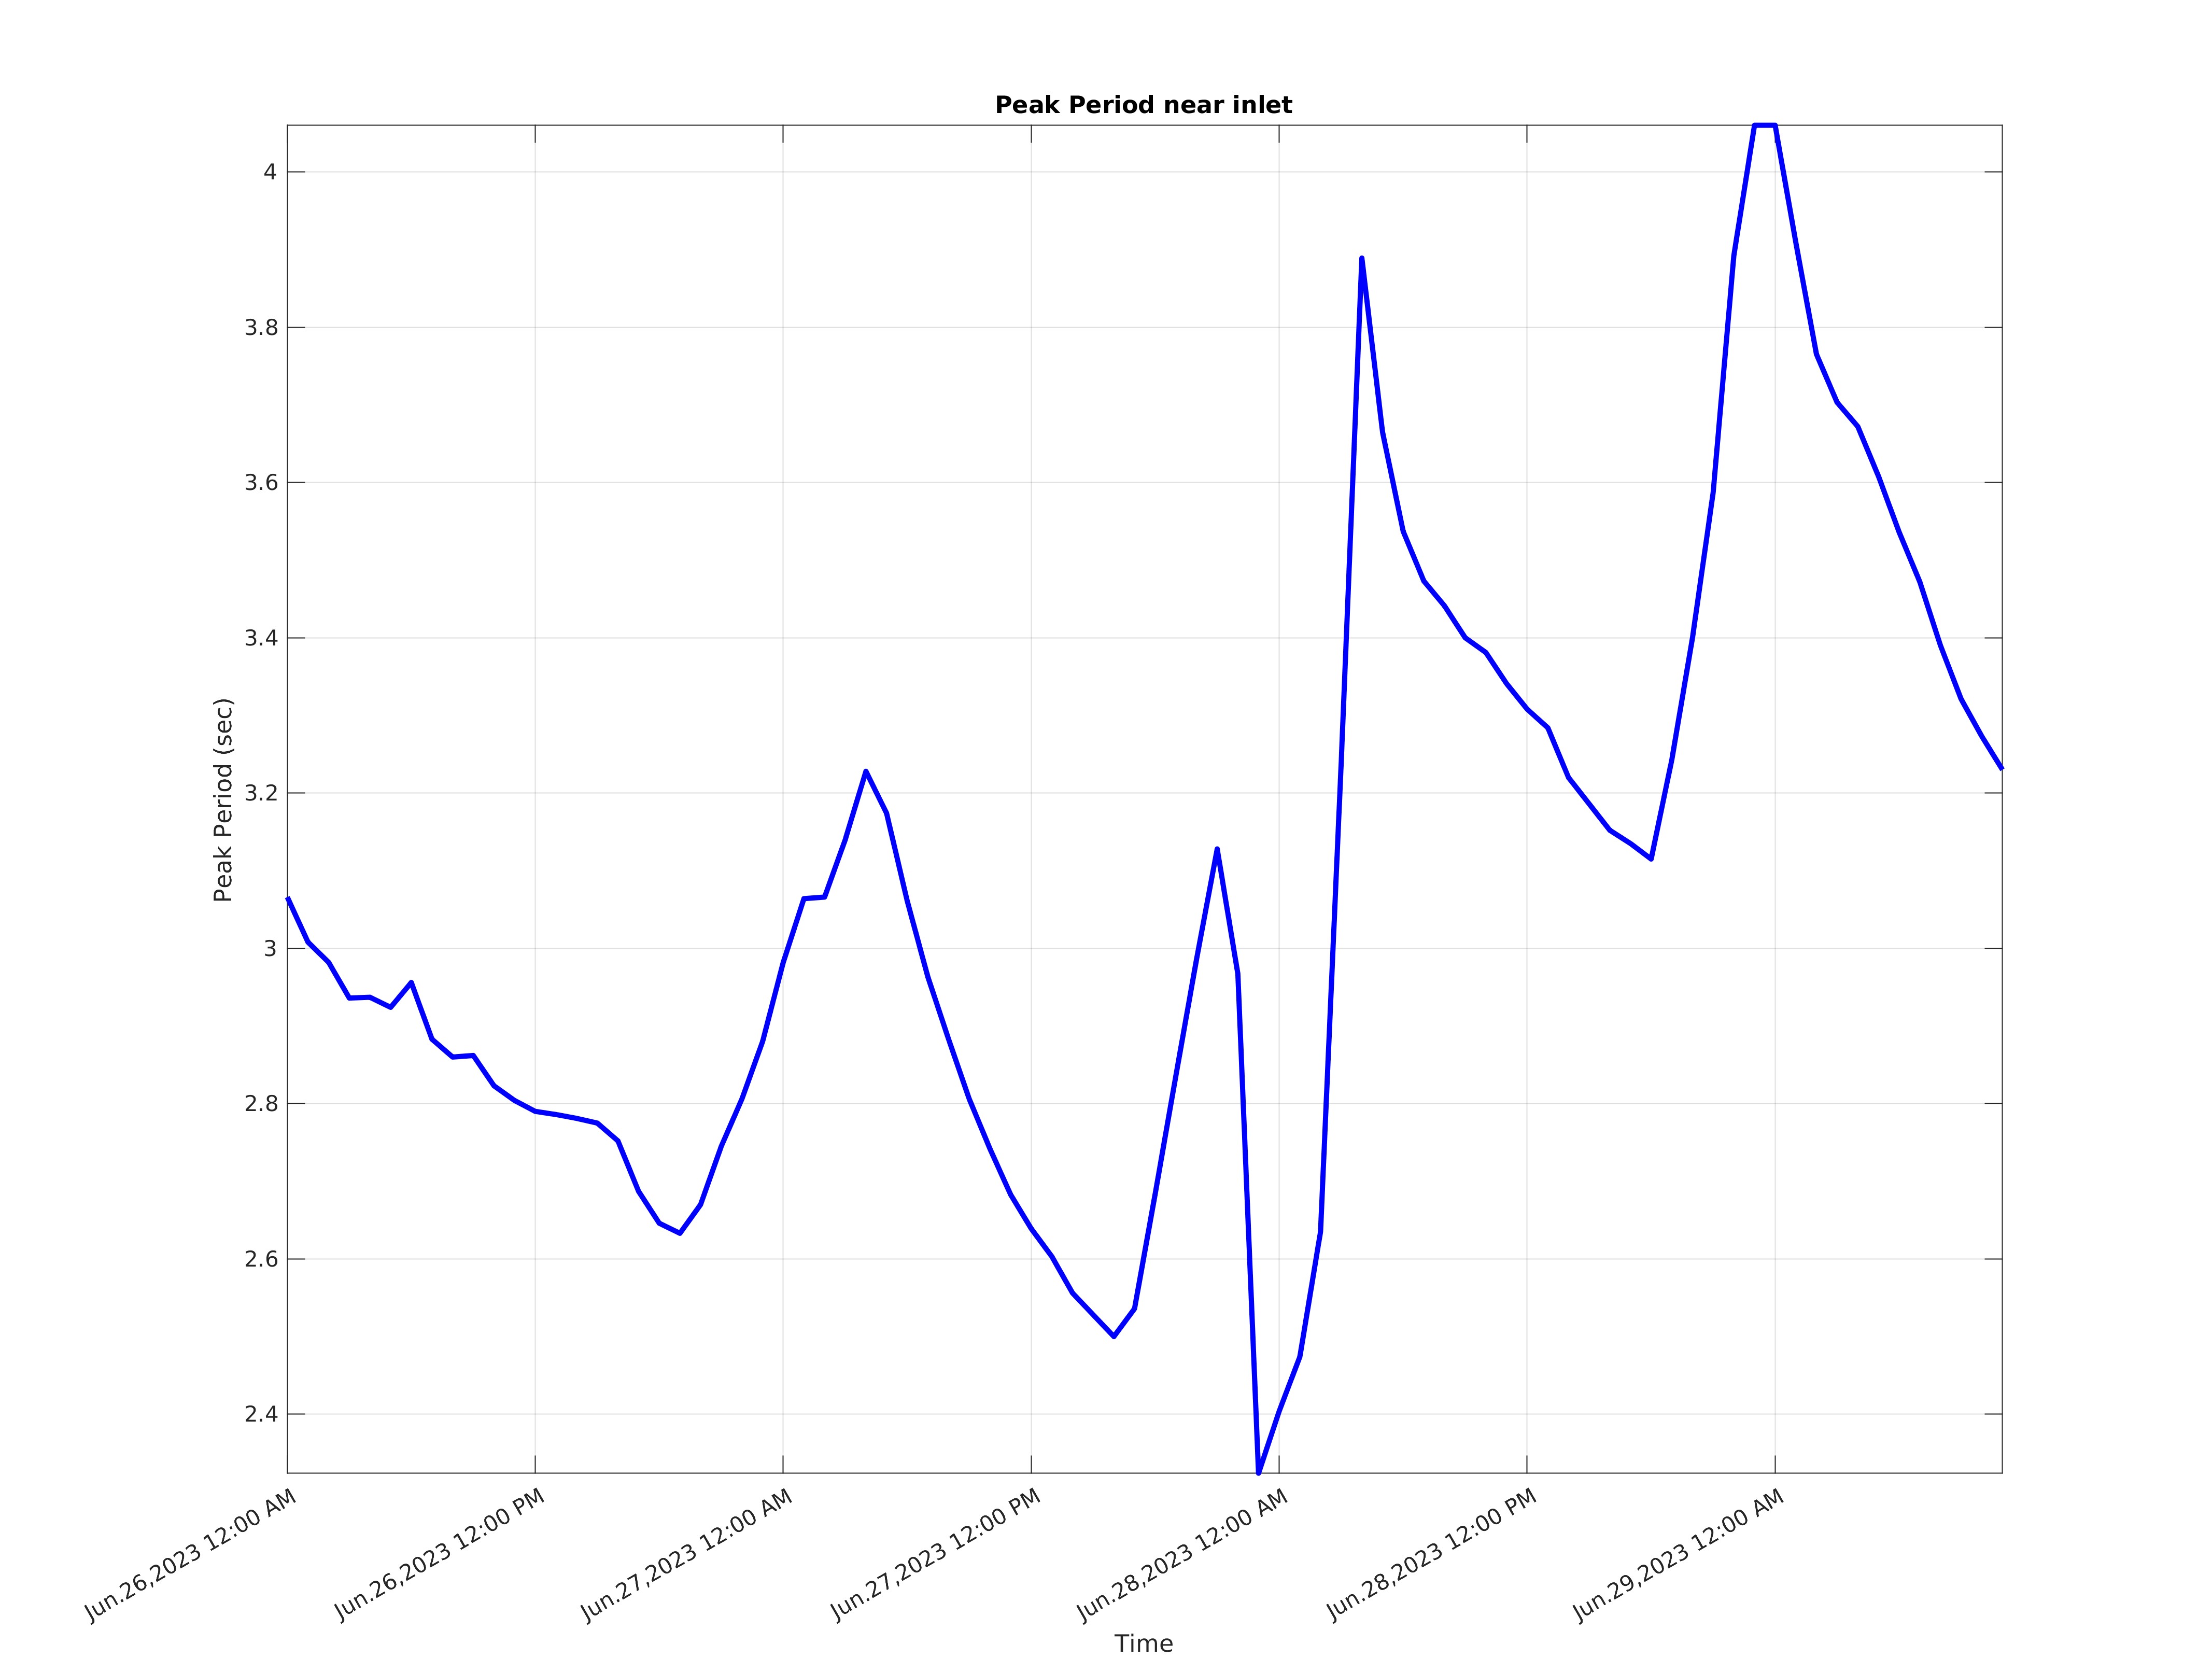 Peak Period near inlet
4
3.8
3.6
3.4
3.2
3
2.8
2.6
2.4
Peak Period (sec)
Jun.26,2023 12:00 AM
Jun.26,2023 12:00 PM
Jun.27,2023 12:00 AM
Jun.27,2023 12:00 PM
Jun.28,2023 12:00 AM
Jun.28,2023 12:00 PM
Jun.29,2023 12:00 AM
Time